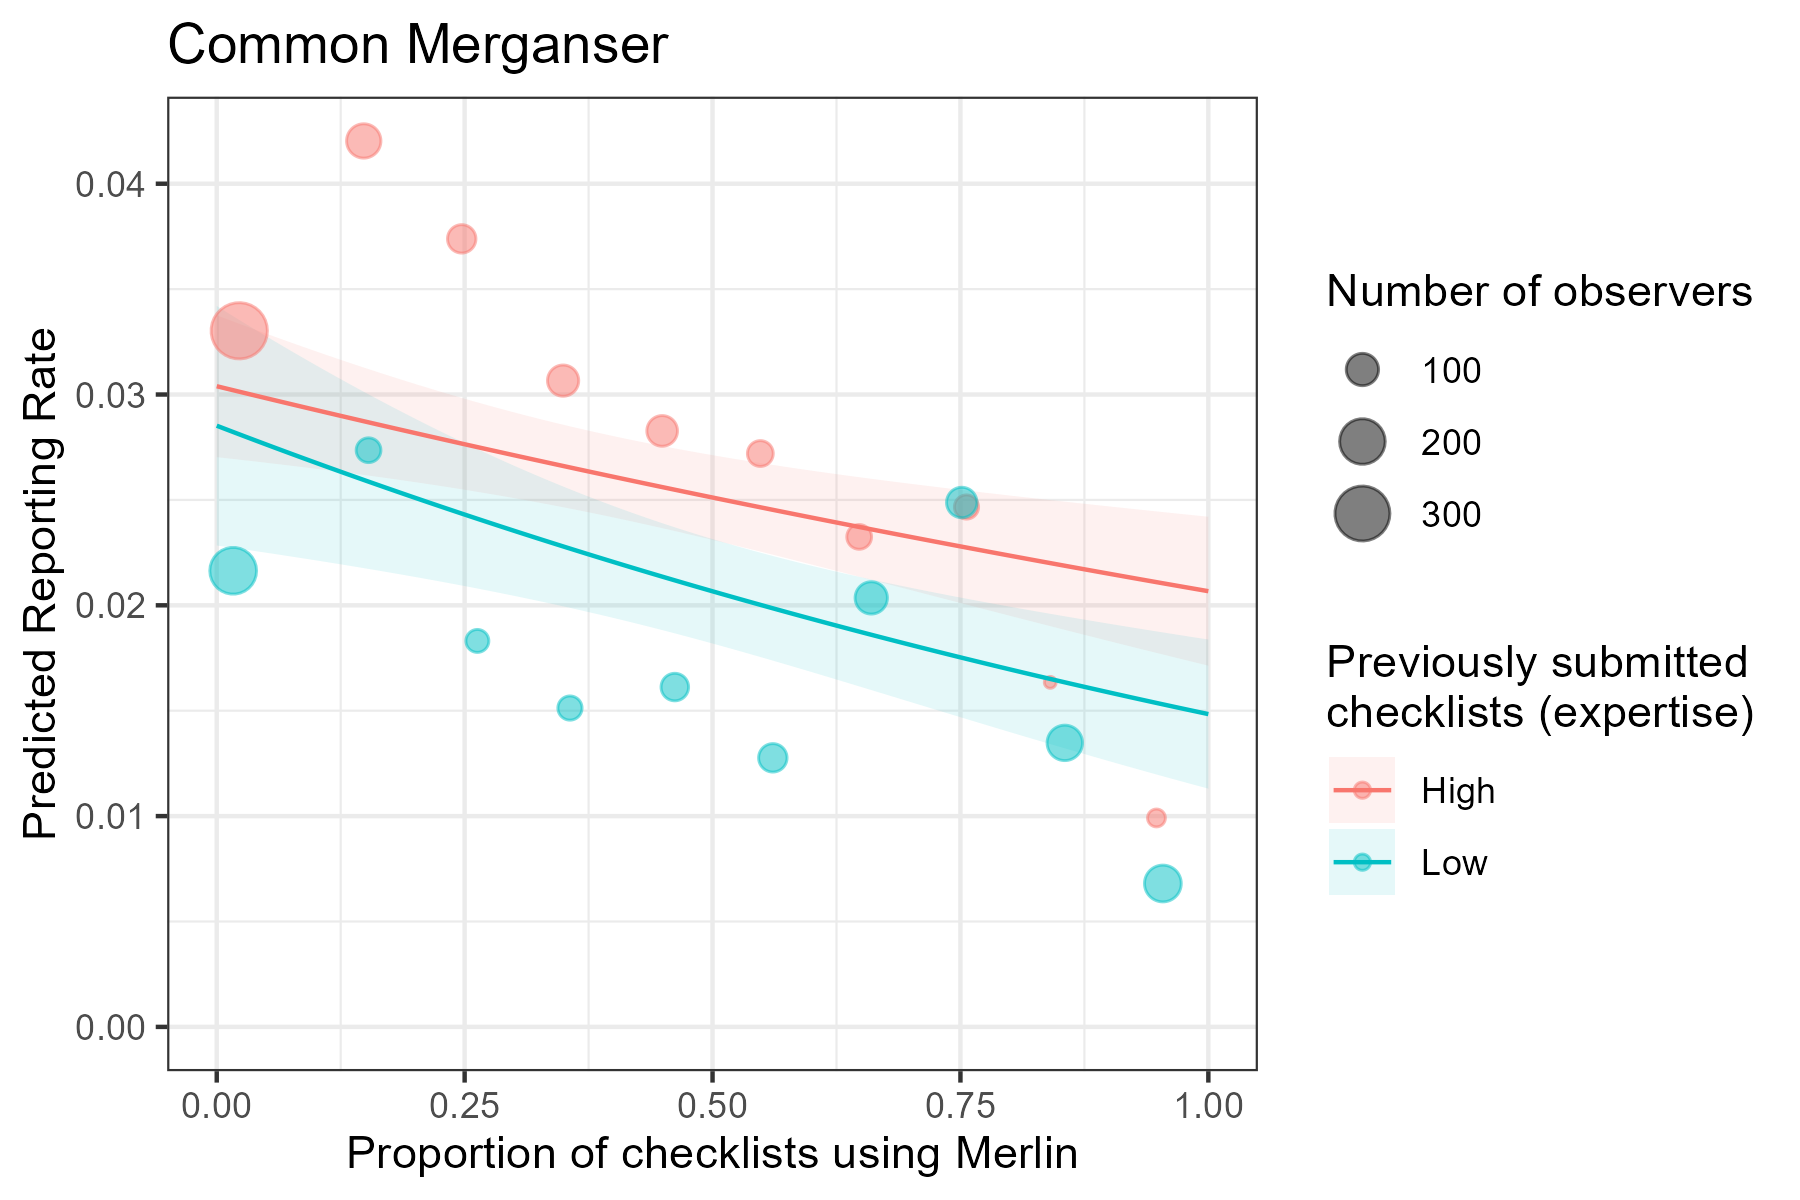 Common Merganser
Predicted Reporting Rate
0.04
0.03
0.02
0.01
0.00
0.00 0.25 0.50 0.75 1.00
Proportion of checklists using Merlin
Number of observers
100
200
300
Previously submitted
checklists (expertise)
High
Low